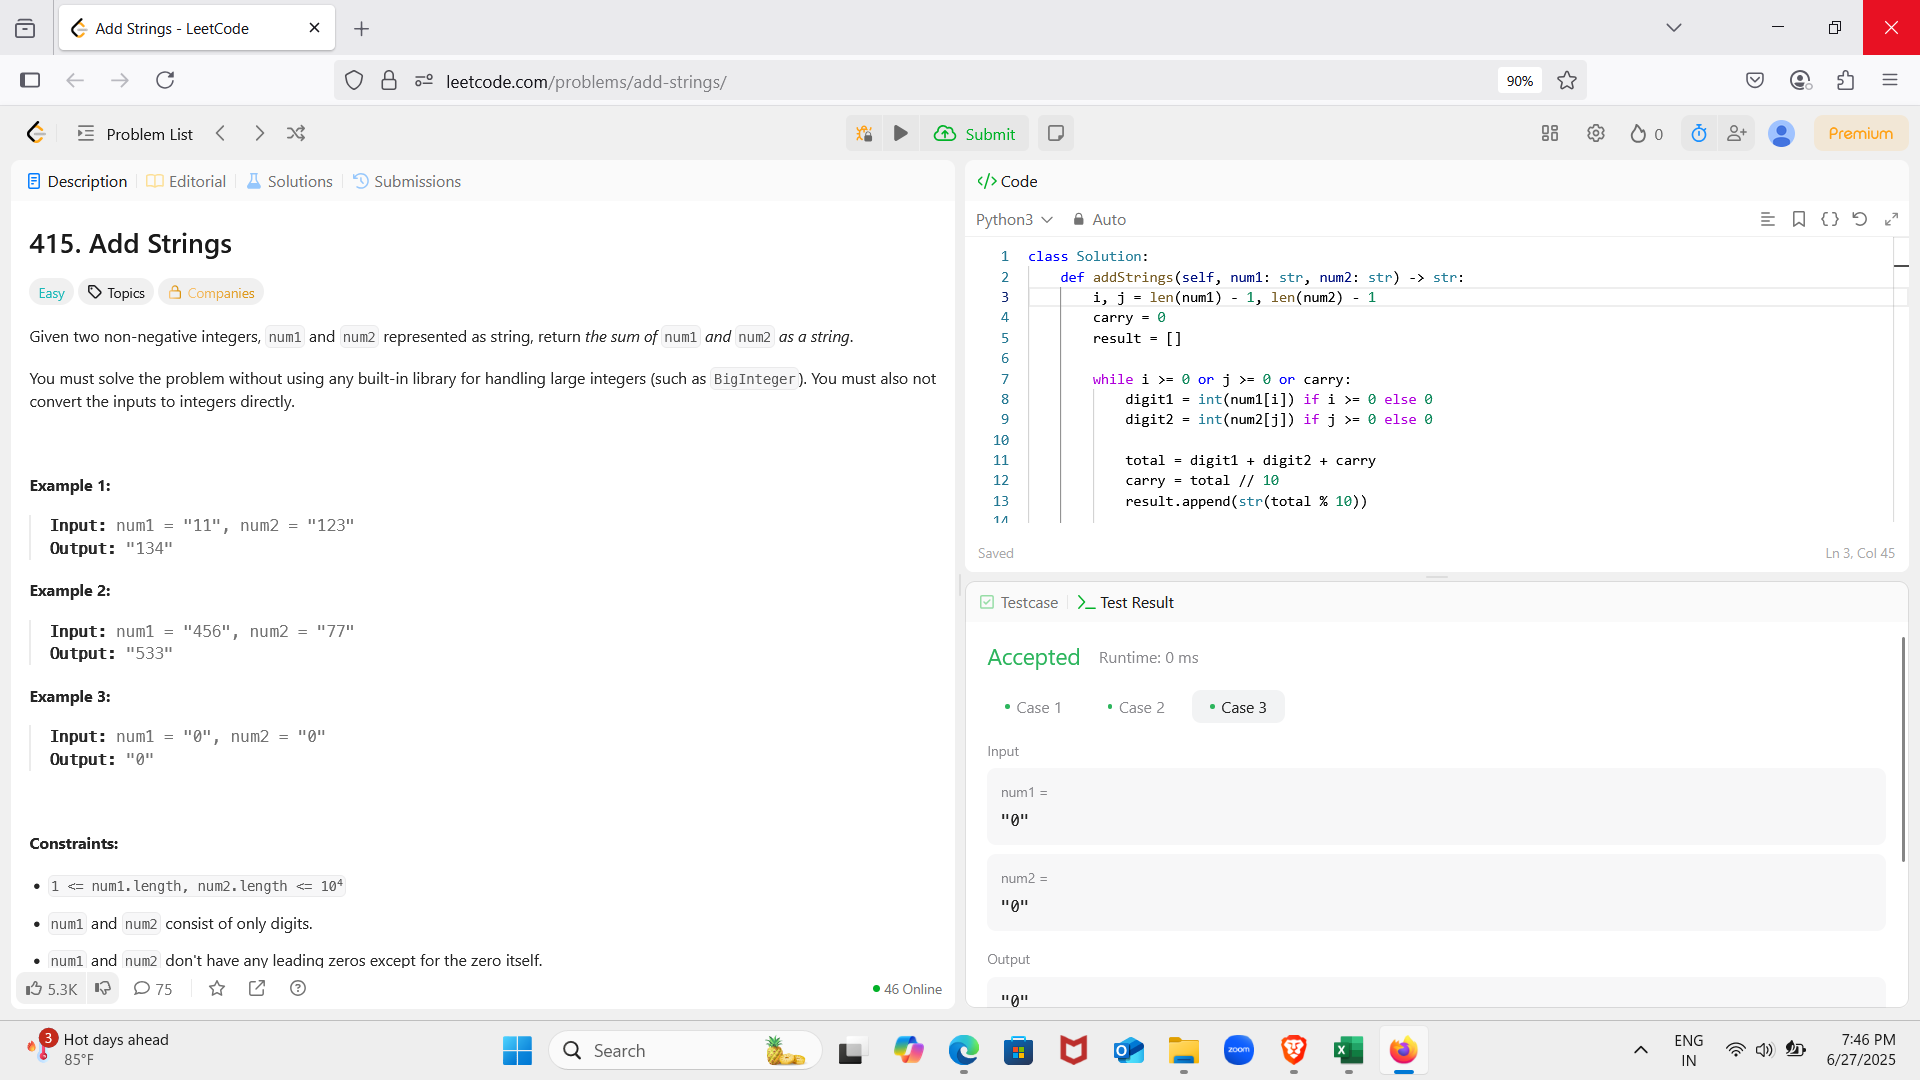 Add Strings - LeetCode
leetcode.com/problems/add-strings/
90%
Problem List
Submit
0
Premium
Description
Editorial
Solutions
Submissions
415. Add Strings
Easy
Topics
Companies
Given two non-negative integers, num1 and num2 represented as string, return the sum of num1 and num2 as a string.
You must solve the problem without using any built-in library for handling large integers (such as BigInteger). You must also not
convert the inputs to integers directly.
Example 1:
Input: num1 = "11", num2 = "123"
Output: "134"
Example 2:
Input: num1 = "456", num2 = "77"
Output: "533"
Example 3:
Input: num1 = "0", num2 = "0"
Output: "0"
Constraints:
• 1 <= num1.length, num2.length <= 10⁴
• num1 and num2 consist of only digits.
• num1 and num2 don't have any leading zeros except for the zero itself.
5.3K
75
46 Online
</> Code
Python3
Auto
1 class Solution:
2     def addStrings(self, num1: str, num2: str) -> str:
3         i, j = len(num1) - 1, len(num2) - 1
4         carry = 0
5         result = []
6
7         while i >= 0 or j >= 0 or carry:
8             digit1 = int(num1[i]) if i >= 0 else 0
9             digit2 = int(num2[j]) if j >= 0 else 0
10
11             total = digit1 + digit2 + carry
12             carry = total // 10
13             result.append(str(total % 10))
14
Saved
Ln 3, Col 45
Testcase
Test Result
Accepted
Runtime: 0 ms
Case 1
Case 2
Case 3
Input
num1 =
"0"
num2 =
"0"
Output
"0"
3
Hot days ahead
85°F
Search
zoom
ENG
IN
7:46 PM
6/27/2025